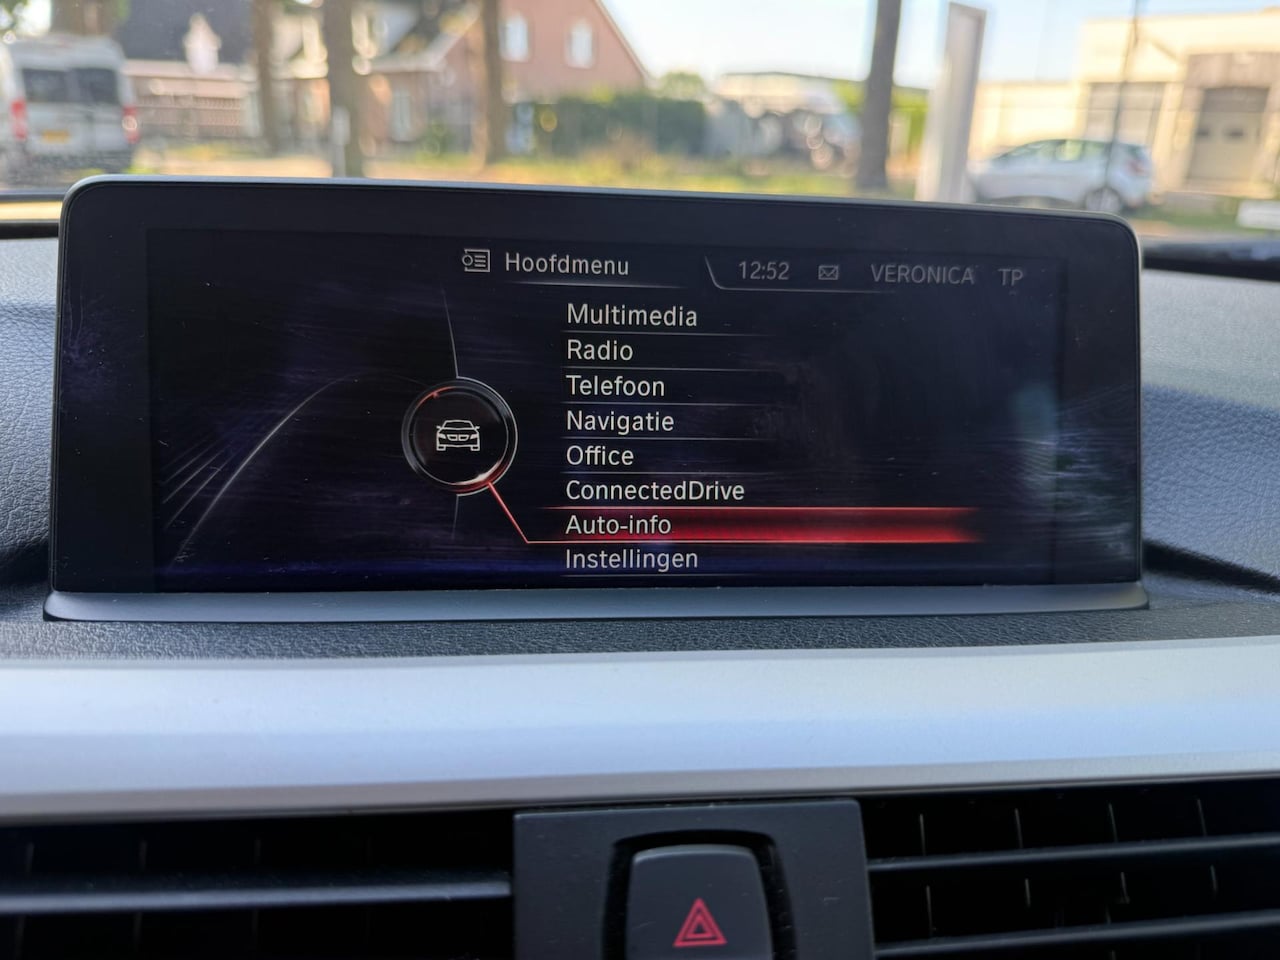 Hoofdmenu
12:52 VERONICA TP
Multimedia
Radio
Telefoon
Navigatie
Office
ConnectedDrive
Auto-info
Instellingen